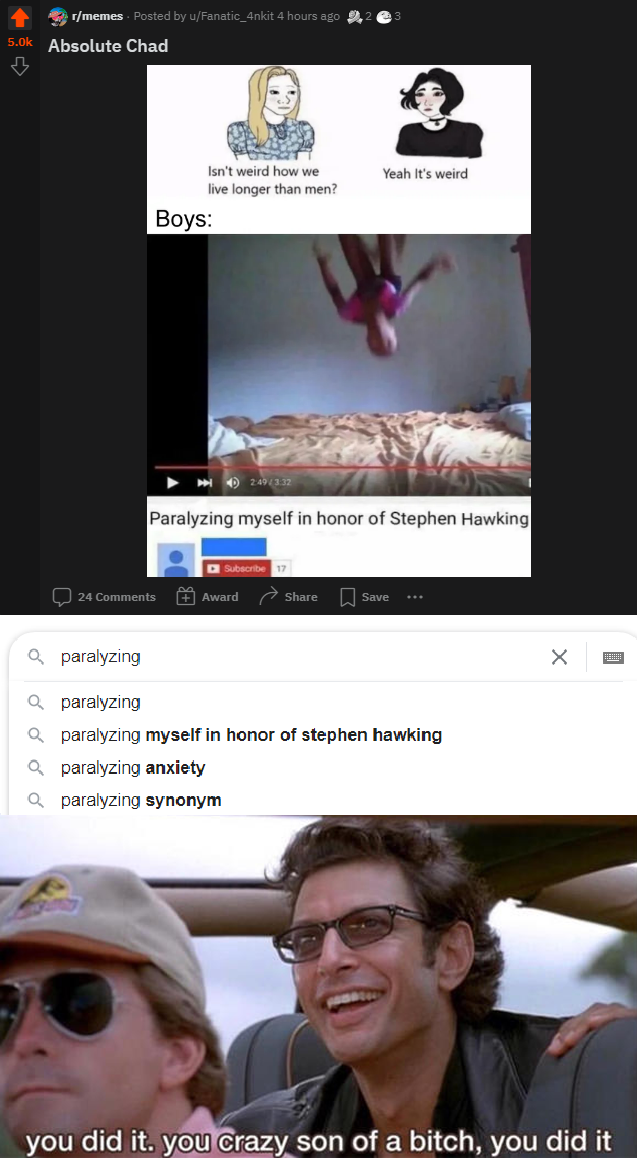 r/memes · Posted by u/Fanatic_4nkit 4 hours ago 2 3
5.0k
Absolute Chad
Isn't weird how we
live longer than men?
Yeah It's weird
Boys:
2:49 / 3:32
Paralyzing myself in honor of Stephen Hawking
Subscribe 17
24 Comments Award Share Save ...
paralyzing
paralyzing
paralyzing myself in honor of stephen hawking
paralyzing anxiety
paralyzing synonym
you did it. you crazy son of a bitch, you did it